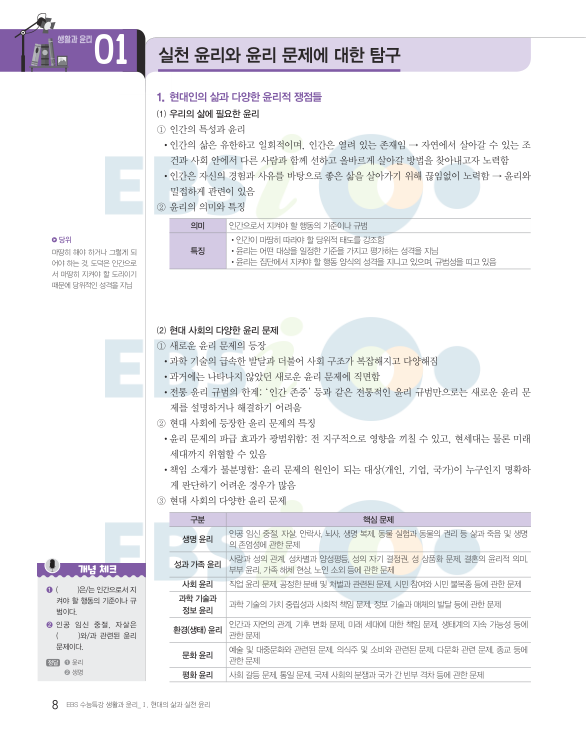 생활과 윤리
01
실천 윤리와 윤리 문제에 대한 탐구
1. 현대인의 삶과 다양한 윤리적 쟁점들
(1) 우리의 삶에 필요한 윤리
① 인간의 특성과 윤리
• 인간의 삶은 유한하고 일회적이며, 인간은 열려 있는 존재임 → 자연에서 살아갈 수 있는 조
건과 사회 안에서 다른 사람과 함께 선하고 올바르게 살아갈 방법을 찾아내고자 노력함
• 인간은 자신의 경험과 사유를 바탕으로 좋은 삶을 살아가기 위해 끊임없이 노력함 → 윤리와
밀접하게 관련이 있음
② 윤리의 의미와 특징
의미 인간으로서 지켜야 할 행동의 기준이나 규범
특징
• 인간이 마땅히 따라야 할 당위적 태도를 강조함
• 윤리는 어떤 대상을 일정한 기준을 가지고 평가하는 성격을 지님
• 윤리는 집단에서 지켜야 할 행동 양식의 성격을 지니고 있으며, 규범성을 띠고 있음
당위
마땅히 해야 하거나 그렇게 되
어야 하는 것. 도덕은 인간으로
서 마땅히 지켜야 할 도리이기
때문에 당위적인 성격을 지님
(2) 현대 사회의 다양한 윤리 문제
① 새로운 윤리 문제의 등장
• 과학 기술의 급속한 발달과 더불어 사회 구조가 복잡해지고 다양해짐
• 과거에는 나타나지 않았던 새로운 윤리 문제에 직면함
• 전통 윤리 규범의 한계: ‘인간 존중’ 등과 같은 전통적인 윤리 규범만으로는 새로운 윤리 문
제를 설명하거나 해결하기 어려움
② 현대 사회에 등장한 윤리 문제의 특징
• 윤리 문제의 파급 효과가 광범위함: 전 지구적으로 영향을 끼칠 수 있고, 현세대는 물론 미래
세대까지 위협할 수 있음
• 책임 소재가 불분명함: 윤리 문제의 원인이 되는 대상(개인, 기업, 국가)이 누구인지 명확하
게 판단하기 어려운 경우가 많음
③ 현대 사회의 다양한 윤리 문제
구분 핵심 문제
생명 윤리
인공 임신 중절, 자살, 안락사, 뇌사, 생명 복제, 동물 실험과 동물의 권리 등 삶과 죽음 및 생명
의 존엄성에 관한 문제
성과 가족 윤리
사랑과 성의 관계, 성차별과 양성평등, 성의 자기 결정권, 성 상품화 문제, 결혼의 윤리적 의미,
부부 윤리, 가족 해체 현상, 노인 소외 등에 관한 문제
사회 윤리 직업 윤리 문제, 공정한 분배 및 처벌과 관련된 문제, 시민 참여와 시민 불복종 등에 관한 문제
과학 기술과
정보 윤리
과학 기술의 가치 중립성과 사회적 책임 문제, 정보 기술과 매체의 발달 등에 관한 문제
환경(생태) 윤리
인간과 자연의 관계, 기후 변화 문제, 미래 세대에 대한 책임 문제, 생태계의 지속 가능성 등에
관한 문제
문화 윤리
예술 및 대중문화와 관련된 문제, 의식주 및 소비와 관련된 문제, 다문화 관련 문제, 종교 등에
관한 문제
평화 윤리 사회 갈등 문제, 통일 문제, 국제 사회의 분쟁과 국가 간 빈부 격차 등에 관한 문제
개념 체크
❶ ( )은/는 인간으로서 지
켜야 할 행동의 기준이나 규
범이다.
❷ 인공 임신 중절, 자살은
( )와/과 관련된 윤리
문제이다.
정답 ❶ 윤리
❷ 생명
8 EBS 수능특강 생활과 윤리_Ⅰ. 현대의 삶과 실천 윤리
EBS
EBS
EBS